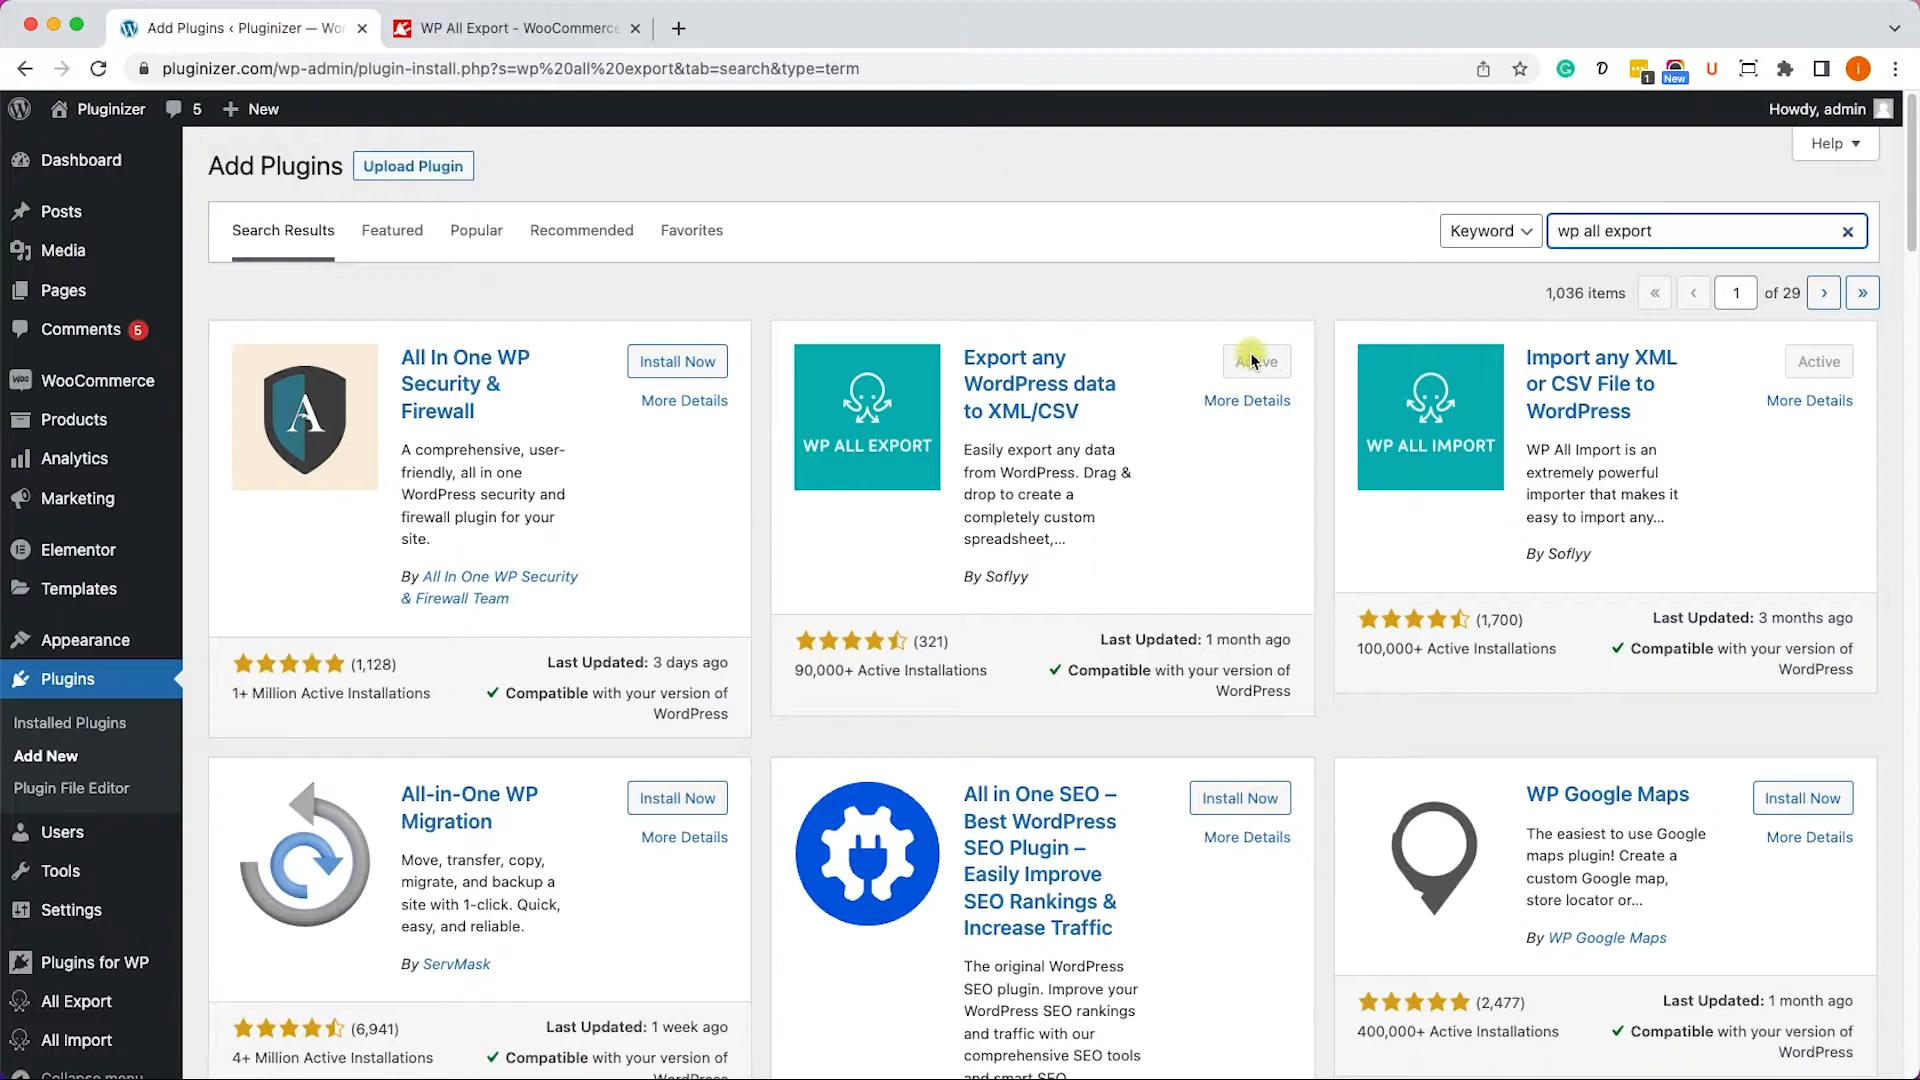 Add Plugins ‹ Pluginizer — Wor
WP All Export - WooCommerce
pluginizer.com/wp-admin/plugin-install.php?s=wp%20all%20export&tab=search&type=term
1
New
U
i
Pluginizer
5
New
Howdy, admin
Dashboard
Posts
Media
Pages
Comments 5
WooCommerce
Products
Analytics
Marketing
Elementor
Templates
Appearance
Plugins
Installed Plugins
Add New
Plugin File Editor
Users
Tools
Settings
Plugins for WP
All Export
All Import
Collapse menu
Add Plugins
Upload Plugin
Help
Search Results
Featured
Popular
Recommended
Favorites
Keyword
wp all export
1,036 items
«
‹
1
of 29
›
»
All In One WP
Security &
Firewall
Install Now
More Details
A comprehensive, user-
friendly, all in one
WordPress security and
firewall plugin for your
site.
By All In One WP Security
& Firewall Team
(1,128)
1+ Million Active Installations
Last Updated: 3 days ago
Compatible with your version of
WordPress
WP ALL EXPORT
Export any
WordPress data
to XML/CSV
Active
More Details
Easily export any data
from WordPress. Drag &
drop to create a
completely custom
spreadsheet,...
By Soflyy
(321)
90,000+ Active Installations
Last Updated: 1 month ago
Compatible with your version of
WordPress
WP ALL IMPORT
Import any XML
or CSV File to
WordPress
Active
More Details
WP All Import is an
extremely powerful
importer that makes it
easy to import any...
By Soflyy
(1,700)
100,000+ Active Installations
Last Updated: 3 months ago
Compatible with your version of
WordPress
All-in-One WP
Migration
Install Now
More Details
Move, transfer, copy,
migrate, and backup a
site with 1-click. Quick,
easy, and reliable.
By ServMask
(6,941)
4+ Million Active Installations
Last Updated: 1 week ago
Compatible with your version of
WordPress
All in One SEO –
Best WordPress
SEO Plugin –
Easily Improve
SEO Rankings &
Increase Traffic
Install Now
More Details
The original WordPress
SEO plugin. Improve your
WordPress SEO rankings
and traffic with our
comprehensive SEO tools
and smart SEO
WP Google Maps
Install Now
More Details
The easiest to use Google
maps plugin! Create a
custom Google map,
store locator or...
By WP Google Maps
(2,477)
400,000+ Active Installations
Last Updated: 1 month ago
Compatible with your version of
WordPress